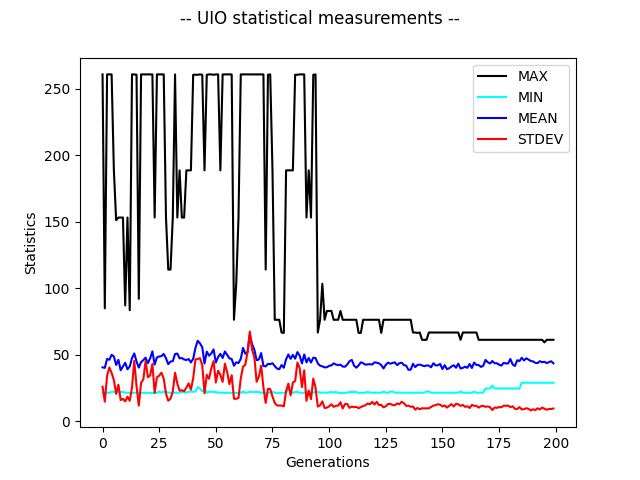 -- UIO statistical measurements --
MAX
MIN
MEAN
STDEV
250
200
150
100
50
0
Statistics
0 25 50 75 100 125 150 175 200
Generations